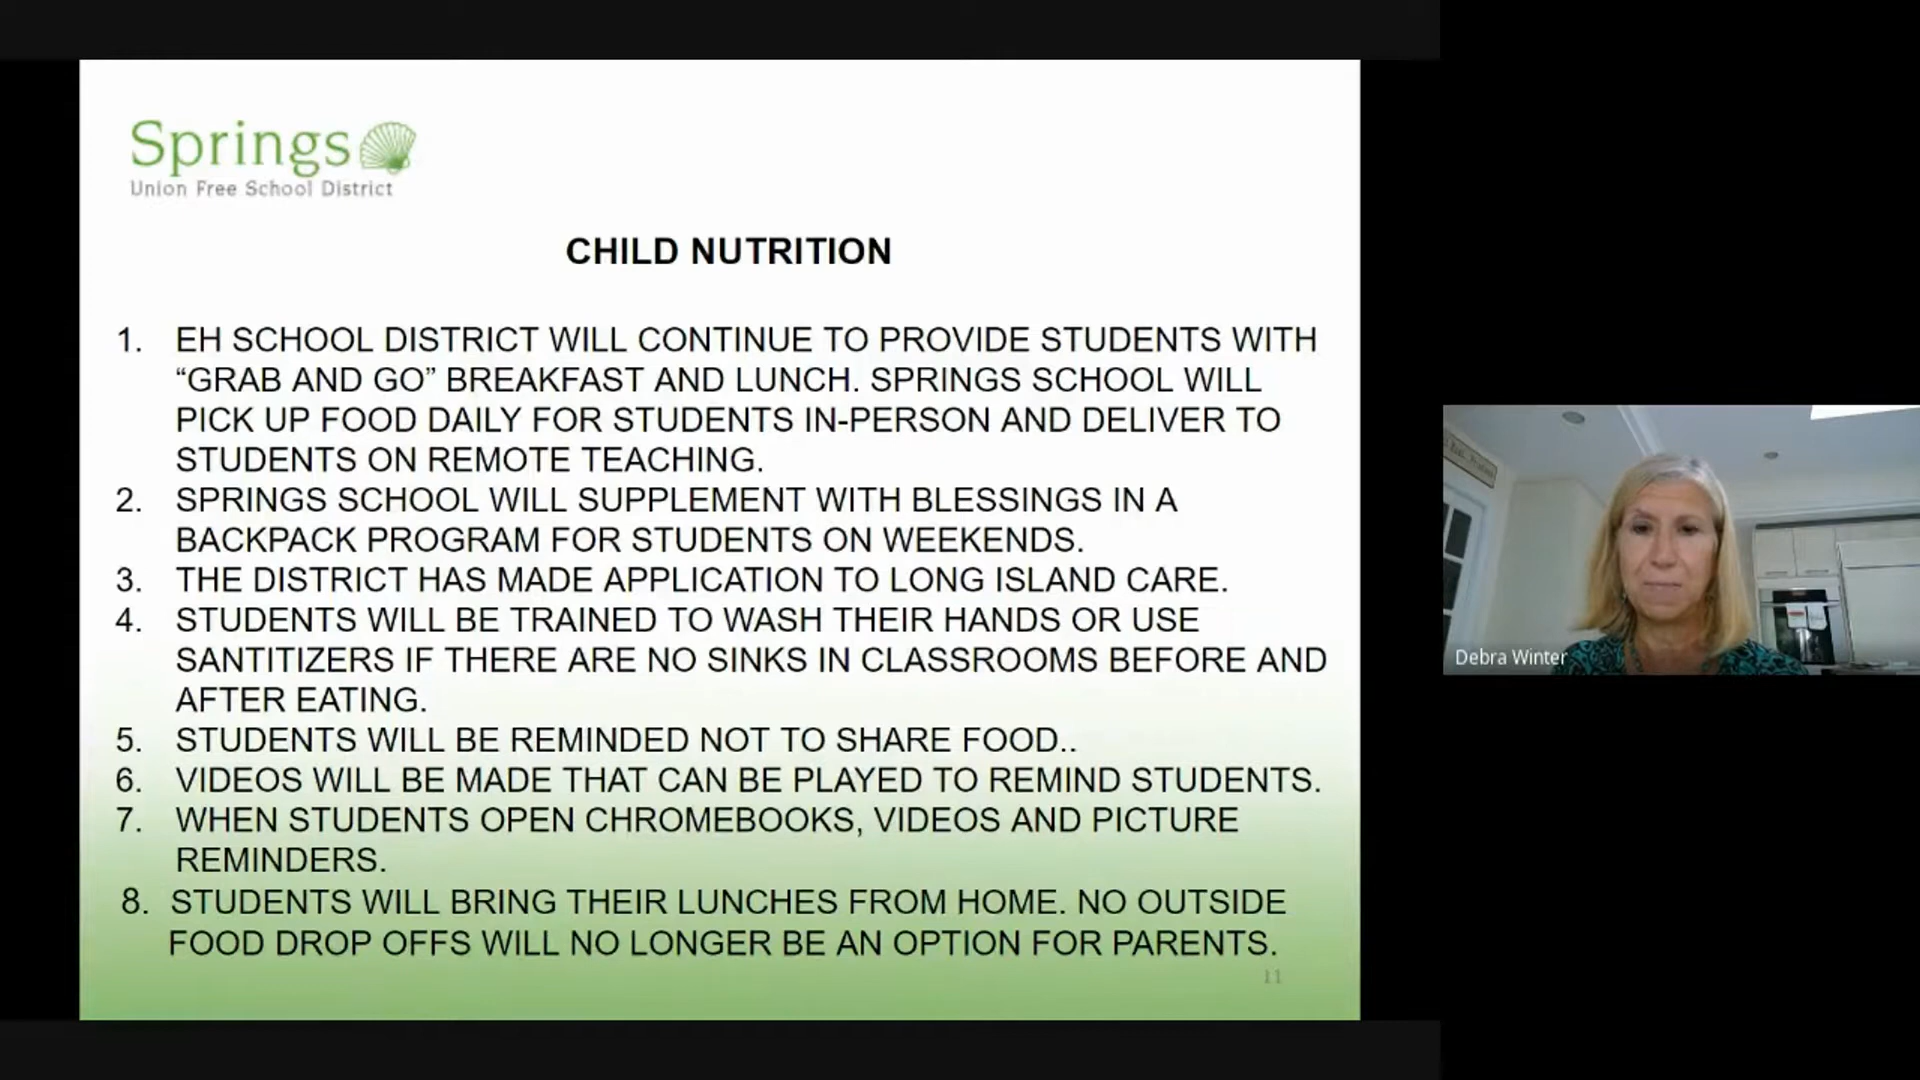 Springs
Union Free School District
CHILD NUTRITION
1. EH SCHOOL DISTRICT WILL CONTINUE TO PROVIDE STUDENTS WITH
“GRAB AND GO” BREAKFAST AND LUNCH. SPRINGS SCHOOL WILL
PICK UP FOOD DAILY FOR STUDENTS IN-PERSON AND DELIVER TO
STUDENTS ON REMOTE TEACHING.
2. SPRINGS SCHOOL WILL SUPPLEMENT WITH BLESSINGS IN A
BACKPACK PROGRAM FOR STUDENTS ON WEEKENDS.
3. THE DISTRICT HAS MADE APPLICATION TO LONG ISLAND CARE.
4. STUDENTS WILL BE TRAINED TO WASH THEIR HANDS OR USE
SANTITIZERS IF THERE ARE NO SINKS IN CLASSROOMS BEFORE AND
AFTER EATING.
5. STUDENTS WILL BE REMINDED NOT TO SHARE FOOD..
6. VIDEOS WILL BE MADE THAT CAN BE PLAYED TO REMIND STUDENTS.
7. WHEN STUDENTS OPEN CHROMEBOOKS, VIDEOS AND PICTURE
REMINDERS.
8. STUDENTS WILL BRING THEIR LUNCHES FROM HOME. NO OUTSIDE
FOOD DROP OFFS WILL NO LONGER BE AN OPTION FOR PARENTS.
11
Debra Winter